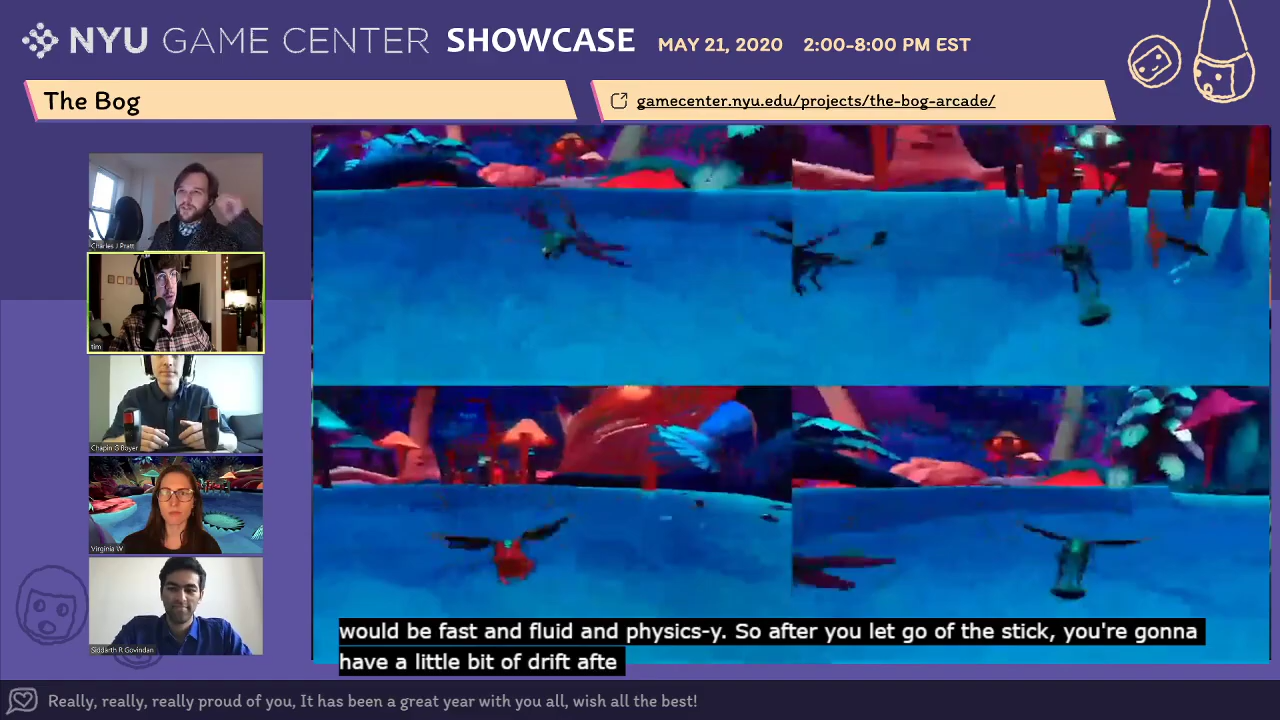 NYU GAME CENTER SHOWCASE MAY 21, 2020 2:00-8:00 PM EST
The Bog
gamecenter.nyu.edu/projects/the-bog-arcade/
Charles J Pratt
tim
Chapin G Boyer
Virginia W
Siddarth R Govindan
would be fast and fluid and physics-y. So after you let go of the stick, you're gonna
have a little bit of drift afte
Really, really, really proud of you, It has been a great year with you all, wish all the best!